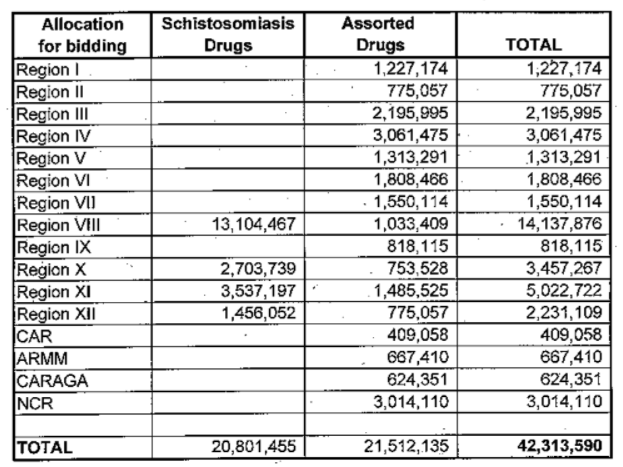 Allocation for bidding Schistosomiasis Drugs Assorted Drugs TOTAL
Region I 1,227,174 1,227,174
Region II 775,057 775,057
Region III 2,195,995 2,195,995
Region IV 3,061,475 3,061,475
Region V 1,313,291 1,313,291
Region VI 1,808,466 1,808,466
Region VII 1,550,114 1,550,114
Region VIII 13,104,467 1,033,409 14,137,876
Region IX 818,115 818,115
Region X 2,703,739 753,528 3,457,267
Region XI 3,537,197 1,485,525 5,022,722
Region XII 1,456,052 775,057 2,231,109
CAR 409,058 409,058
ARMM 667,410 667,410
CARAGA 624,351 624,351
NCR 3,014,110 3,014,110
TOTAL 20,801,455 21,512,135 42,313,590